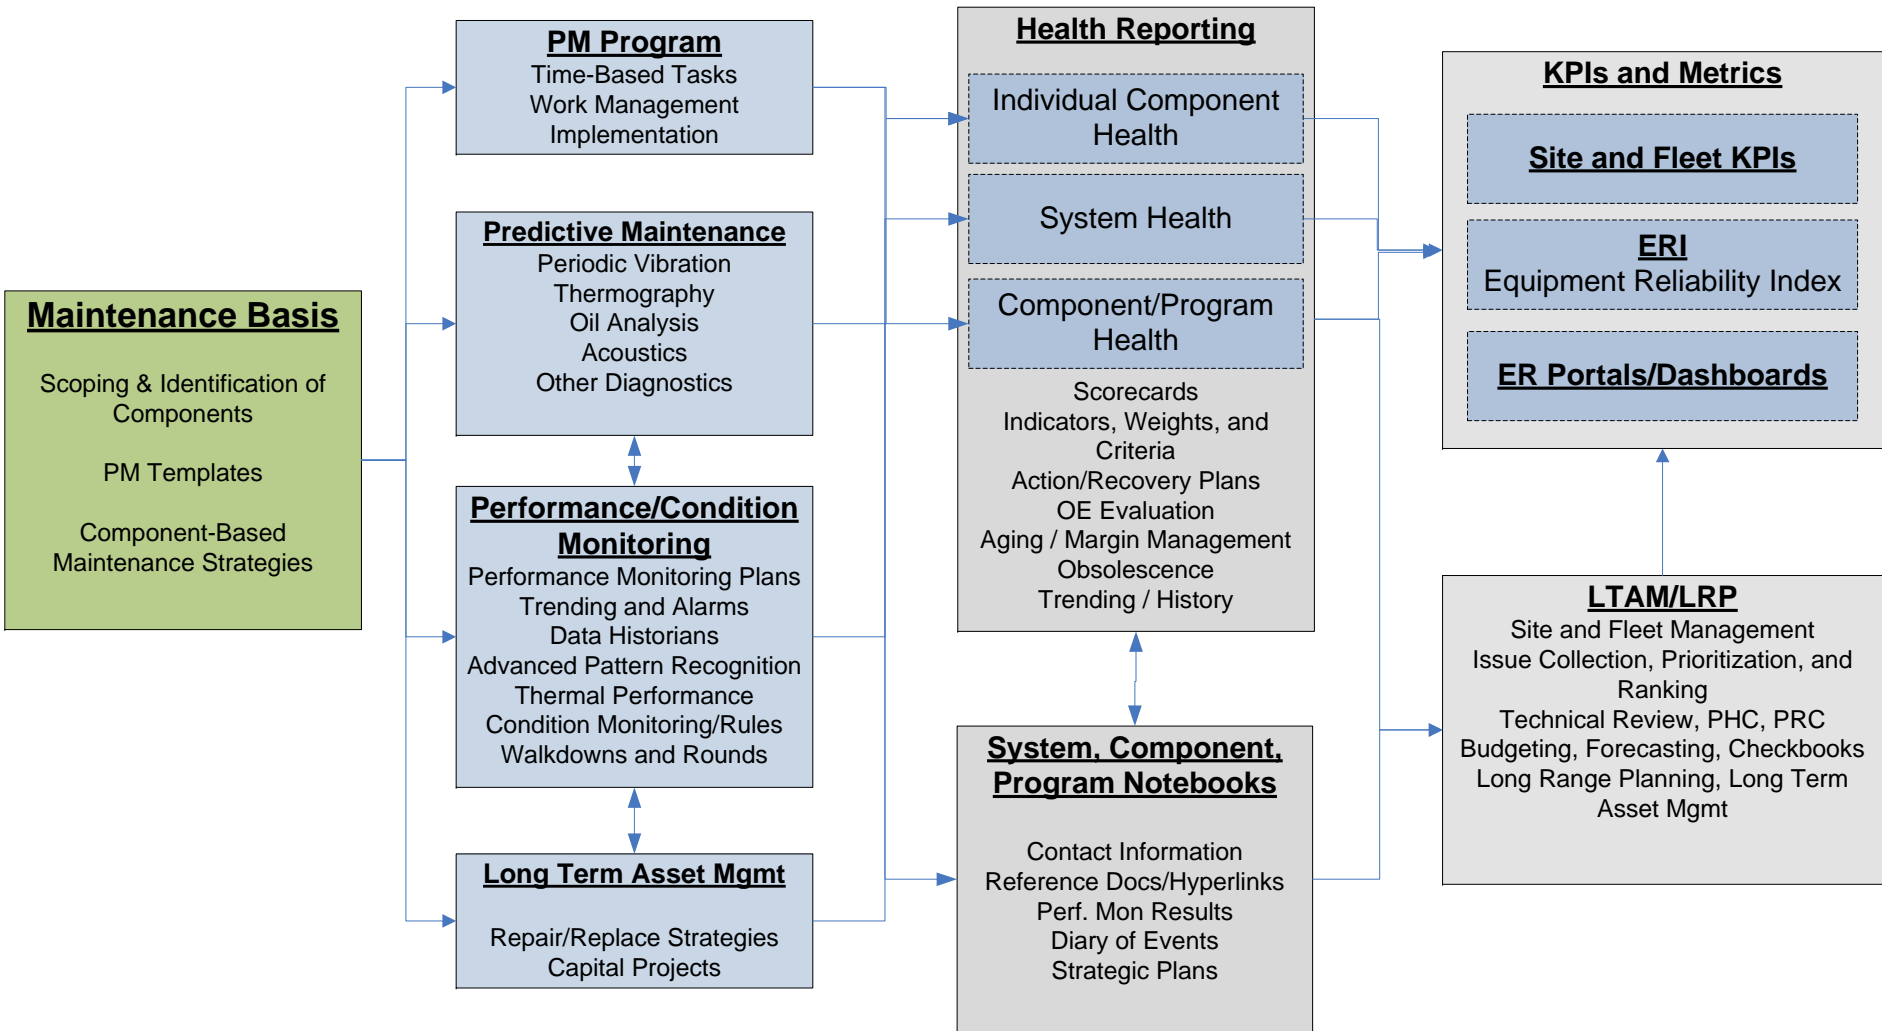 Maintenance Basis
Scoping & Identification of
Components
PM Templates
Component-Based
Maintenance Strategies
PM Program
Time-Based Tasks
Work Management
Implementation
Predictive Maintenance
Periodic Vibration
Thermography
Oil Analysis
Acoustics
Other Diagnostics
Performance/Condition
Monitoring
Performance Monitoring Plans
Trending and Alarms
Data Historians
Advanced Pattern Recognition
Thermal Performance
Condition Monitoring/Rules
Walkdowns and Rounds
Long Term Asset Mgmt
Repair/Replace Strategies
Capital Projects
Health Reporting
Individual Component
Health
System Health
Component/Program
Health
Scorecards
Indicators, Weights, and
Criteria
Action/Recovery Plans
OE Evaluation
Aging / Margin Management
Obsolescence
Trending / History
System, Component,
Program Notebooks
Contact Information
Reference Docs/Hyperlinks
Perf. Mon Results
Diary of Events
Strategic Plans
KPIs and Metrics
Site and Fleet KPIs
ERI
Equipment Reliability Index
ER Portals/Dashboards
LTAM/LRP
Site and Fleet Management
Issue Collection, Prioritization, and
Ranking
Technical Review, PHC, PRC
Budgeting, Forecasting, Checkbooks
Long Range Planning, Long Term
Asset Mgmt